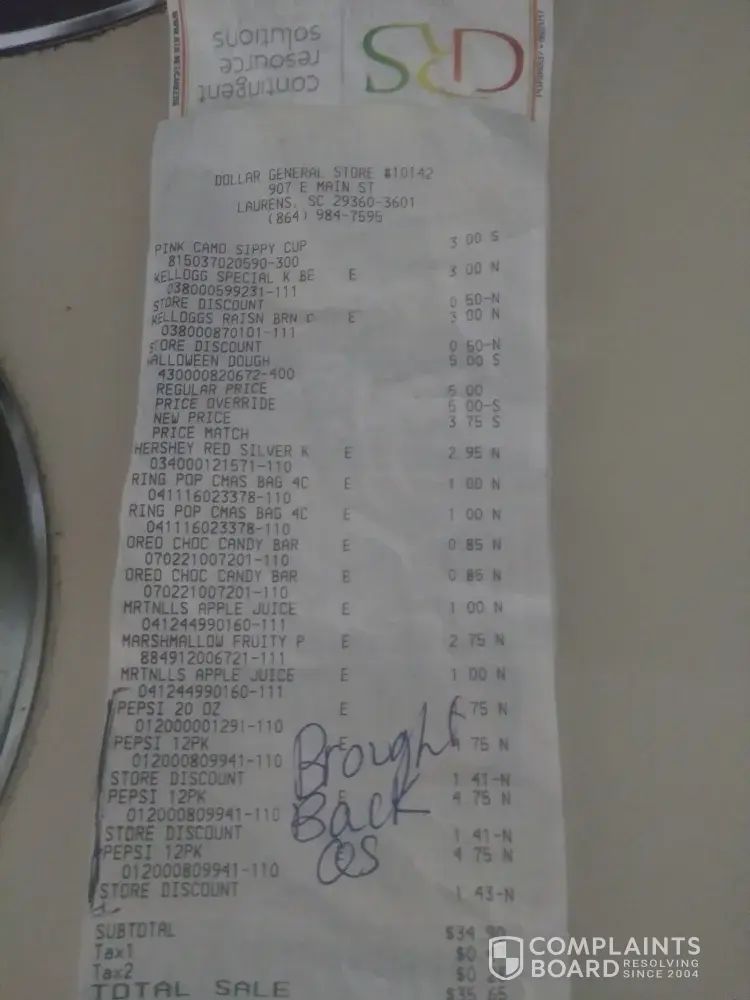 contingent
resource
solutions
CRS
DOLLAR GENERAL STORE #10142
907 E MAIN ST
LAURENS, SC 29360-3601
(864) 984-7595
PINK CAMO SIPPY CUP 3 00 S
815037020590-300
KELLOGG SPECIAL K BE E 3 00 N
038000599231-111
STORE DISCOUNT 0 50-N
KELLOGGS RAISN BRN C E 3 00 N
038000870101-111
STORE DISCOUNT 0 50-N
HALLOWEEN DOUGH 5 00 S
430000820672-400
REGULAR PRICE 5 00
PRICE OVERRIDE 5 00-S
NEW PRICE 3 75 S
PRICE MATCH
HERSHEY RED SILVER K E 2 95 N
034000121571-110
RING POP CMAS BAG 4C E 1 00 N
041116023378-110
RING POP CMAS BAG 4C E 1 00 N
041116023378-110
OREO CHOC CANDY BAR E 0 85 N
070221007201-110
OREO CHOC CANDY BAR E 0 85 N
070221007201-110
MRTNLLS APPLE JUICE E 1 00 N
041244990160-111
MARSHMALLOW FRUITY P E 2 75 N
884912006721-111
MRTNLLS APPLE JUICE E 1 00 N
041244990160-111
PEPSI 20 OZ E 75 N
012000001291-110
PEPSI 12PK E 4 75 N
012000809941-110
Brought
STORE DISCOUNT 1 41-N
PEPSI 12PK E 4 75 N
012000809941-110
Back
STORE DISCOUNT 1 41-N
PEPSI 12PK 4 75 N
QS
012000809941-110
STORE DISCOUNT 1 43-N
SUBTOTAL $34 90
Tax1 $0
Tax2 $0
TOTAL SALE $35 65
COMPLAINTS
BOARD RESOLVING
SINCE 2004